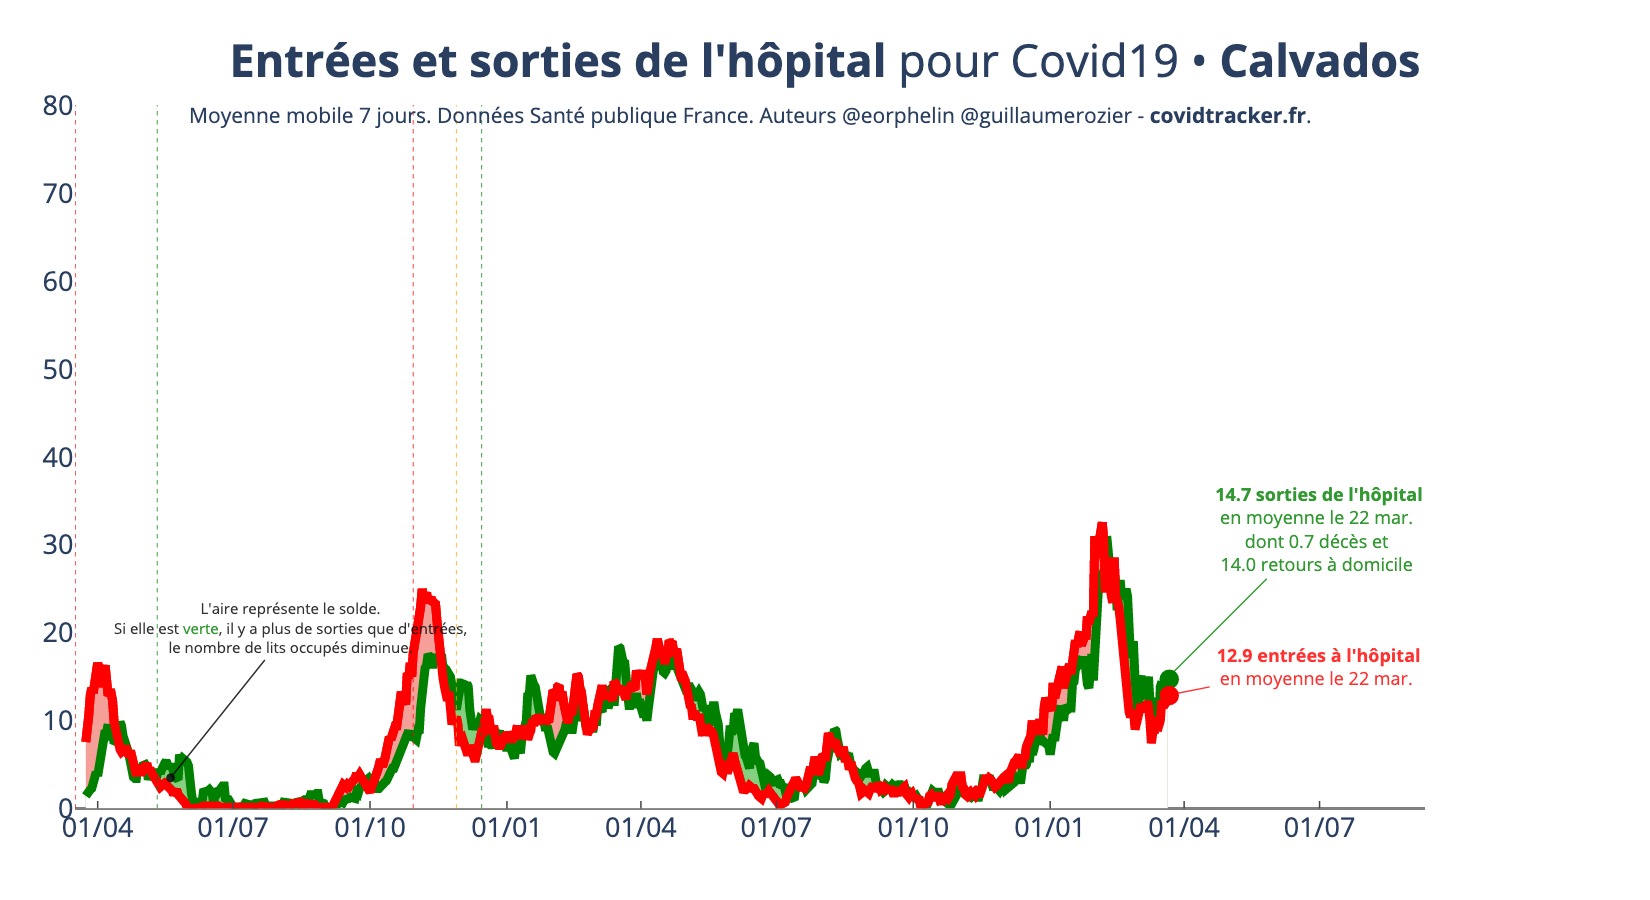 Entrées et sorties de l'hôpital pour Covid19 • Calvados
Moyenne mobile 7 jours. Données Santé publique France. Auteurs @eorphelin @guillaumerozier - covidtracker.fr.
80
70
60
50
40
30
20
10
0
14.7 sorties de l'hôpital
en moyenne le 22 mar.
dont 0.7 décès et
14.0 retours à domicile
L'aire représente le solde.
Si elle est verte, il y a plus de sorties que d'entrées,
le nombre de lits occupés diminue.
12.9 entrées à l'hôpital
en moyenne le 22 mar.
01/04 01/07 01/10 01/01 01/04 01/07 01/10 01/01 01/04 01/07